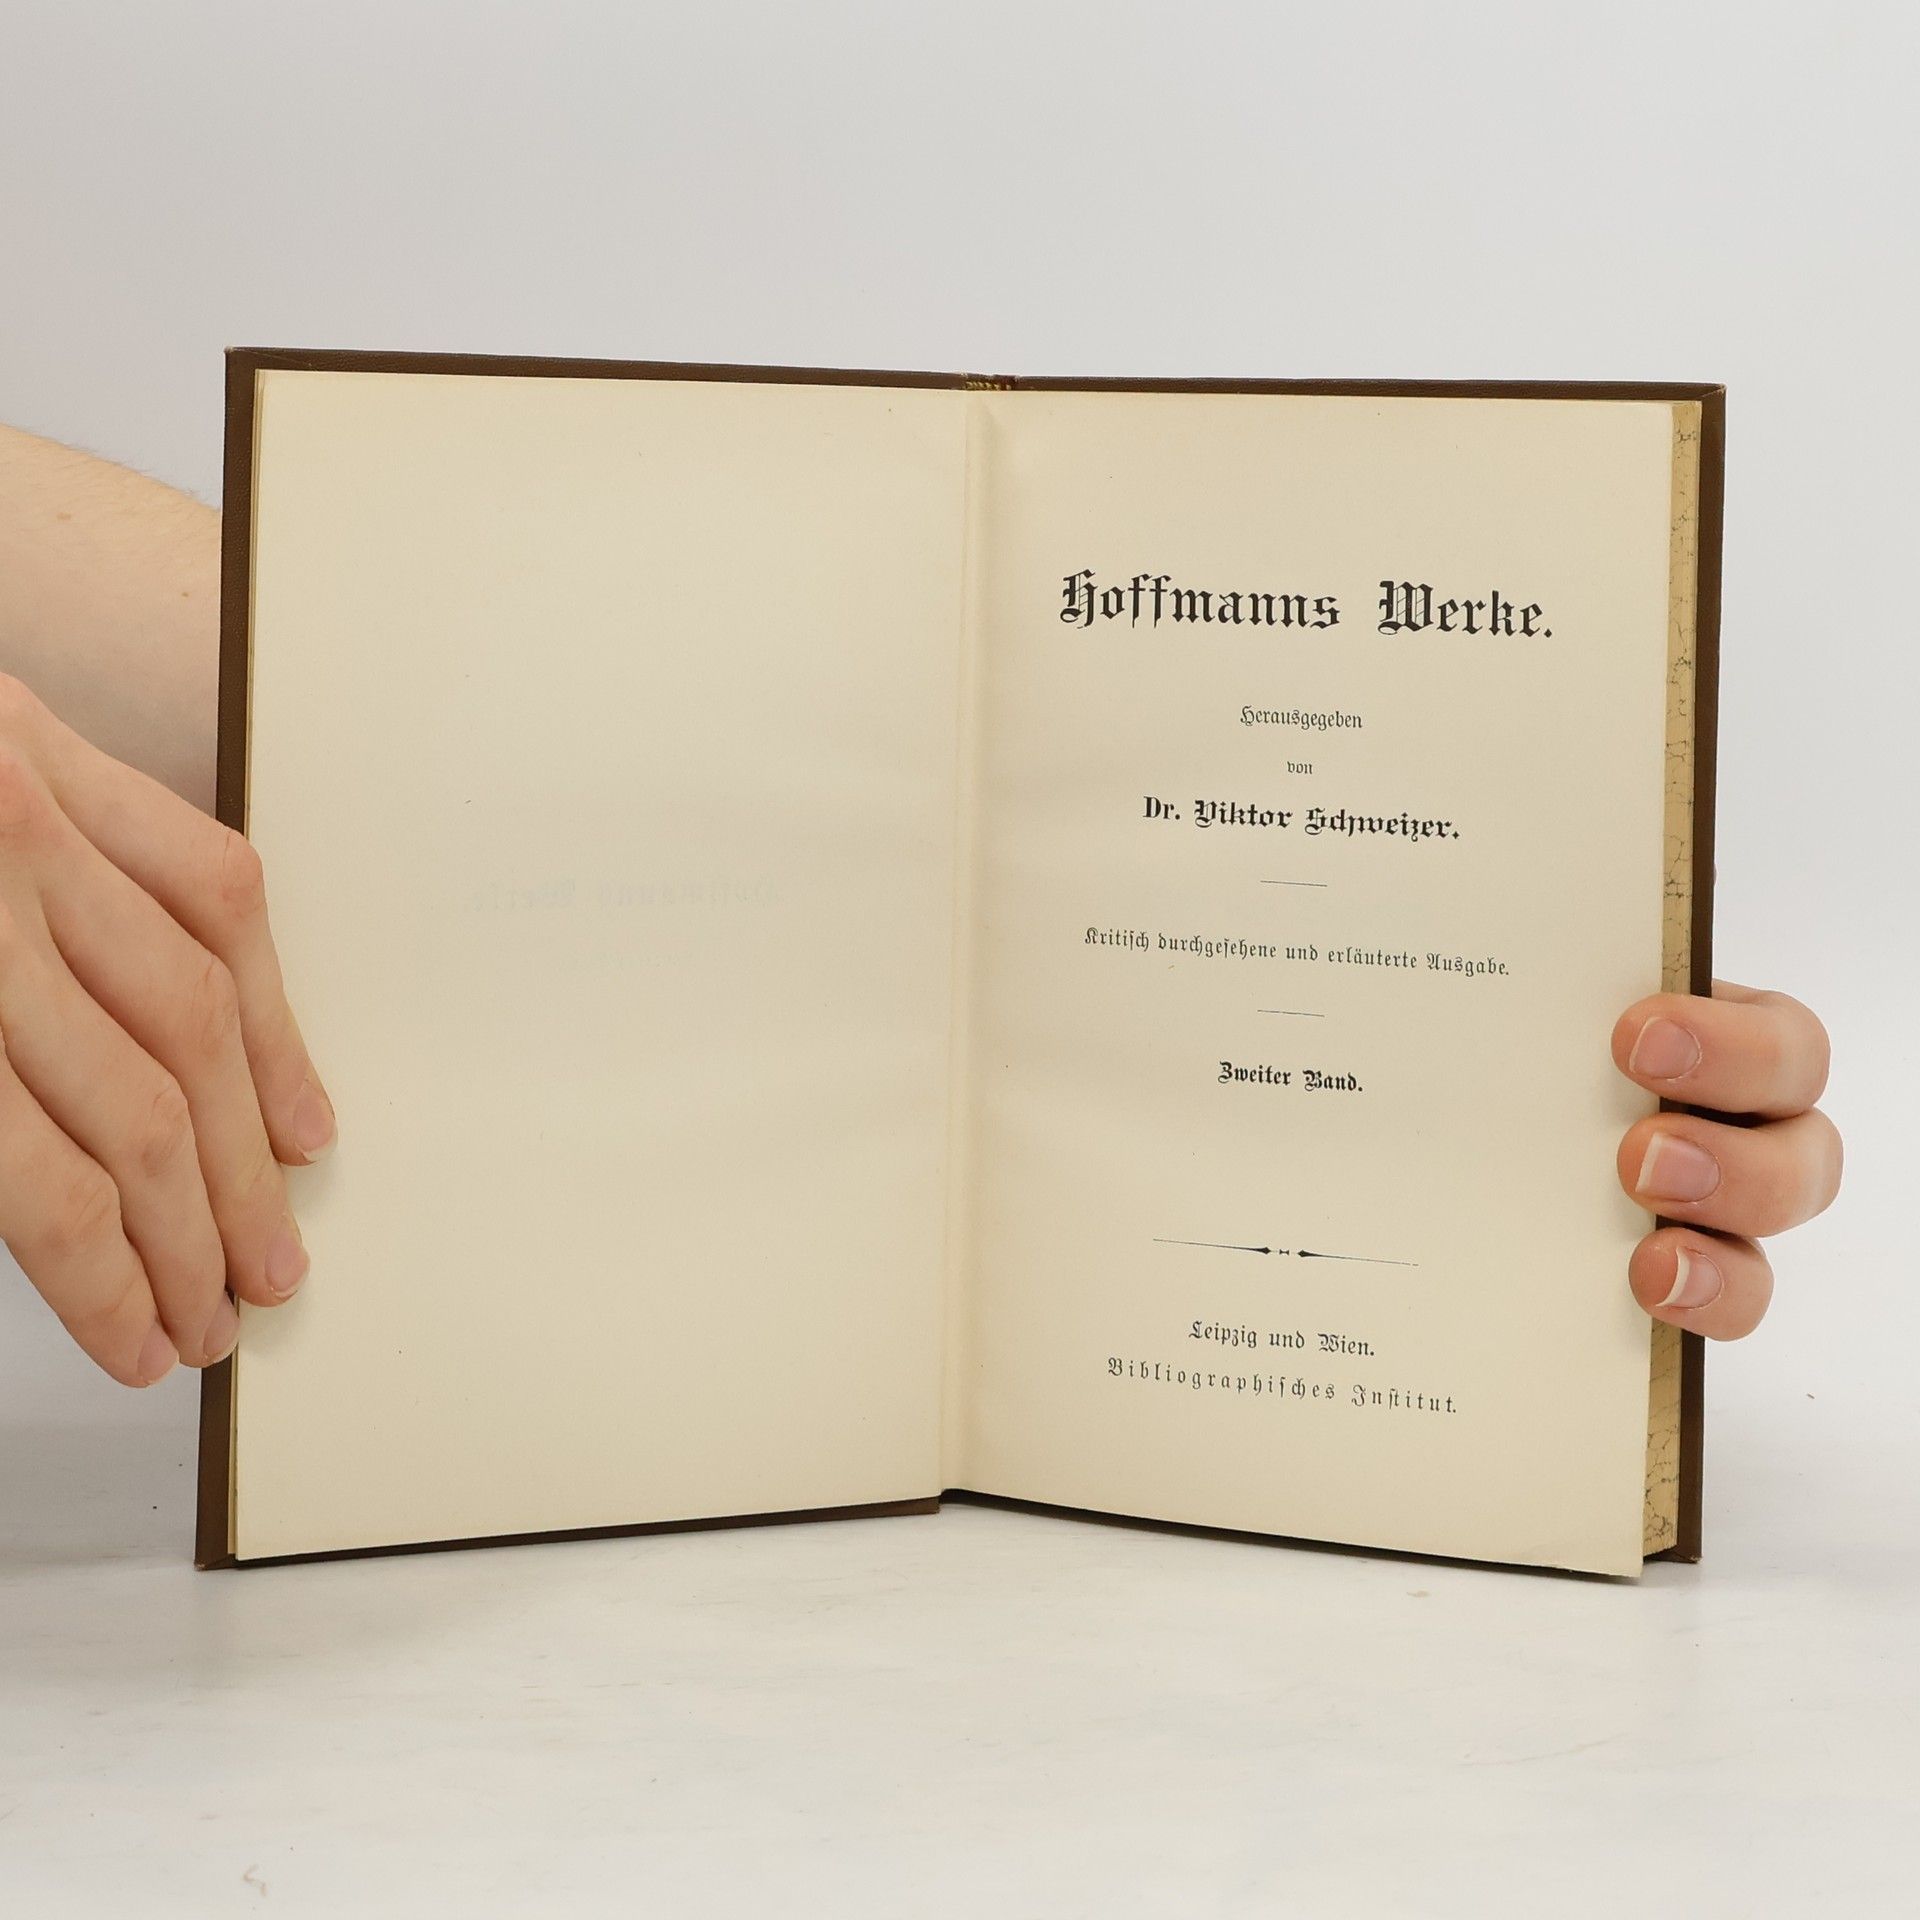 Hoffmanns Werke.
Herausgegeben
von
Dr. Viktor Schweizer.
Kritisch durchgesehene und erläuterte Ausgabe.
Zweiter Band.
Leipzig und Wien.
Bibliographisches Institut.